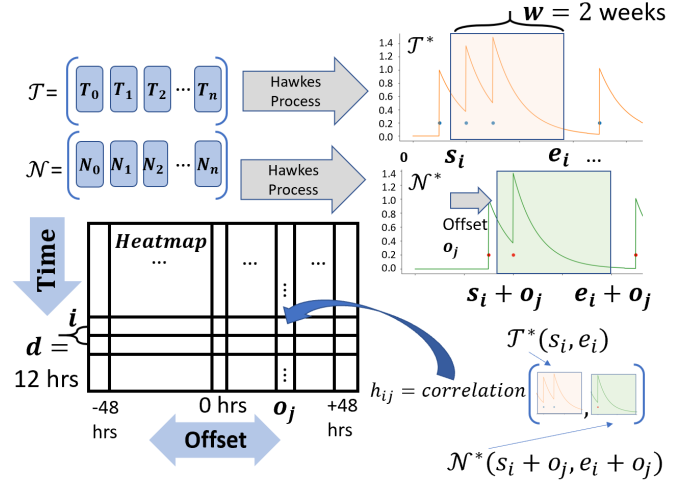 w = 2 weeks
𝒯 = T₀ T₁ T₂ ⋯ Tₙ
Hawkes
Process
𝒯*
1.4
1.2
1.0
0.8
0.6
0.4
0.2
0.0
0 sᵢ eᵢ ...
𝒩 = N₀ N₁ N₂ ⋯ Nₙ
Hawkes
Process
𝒩*
1.4
1.2
1.0
0.8
0.6
0.4
0.2
0.0
Offset
oⱼ
sᵢ + oⱼ eᵢ + oⱼ
Time
Heatmap
... ... ...
⋮
i
d =
12 hrs
⋮
-48
hrs
0 hrs
oⱼ
+48
hrs
Offset
𝒯*(sᵢ, eᵢ)
hᵢⱼ = correlation ( , )
𝒩*(sᵢ + oⱼ, eᵢ + oⱼ)